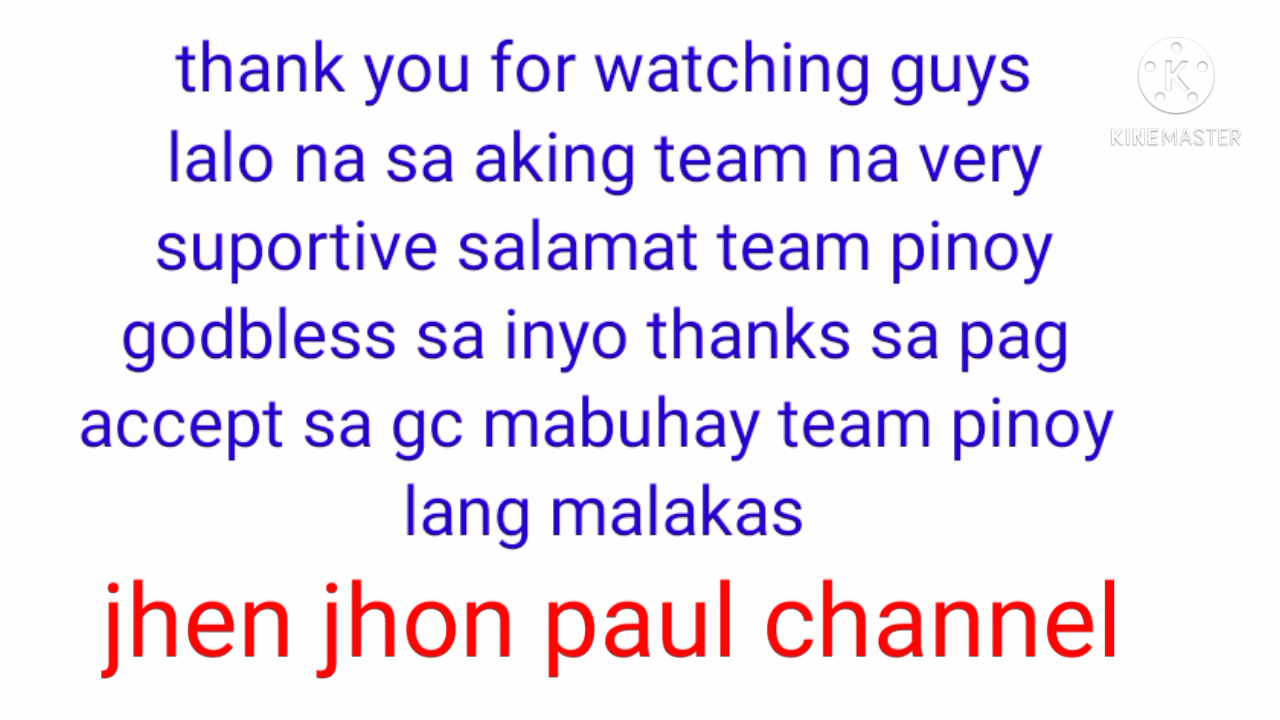 thank you for watching guys
lalo na sa aking team na very
suportive salamat team pinoy
godbless sa inyo thanks sa pag
accept sa gc mabuhay team pinoy
lang malakas
jhen jhon paul channel
K
KINEMASTER